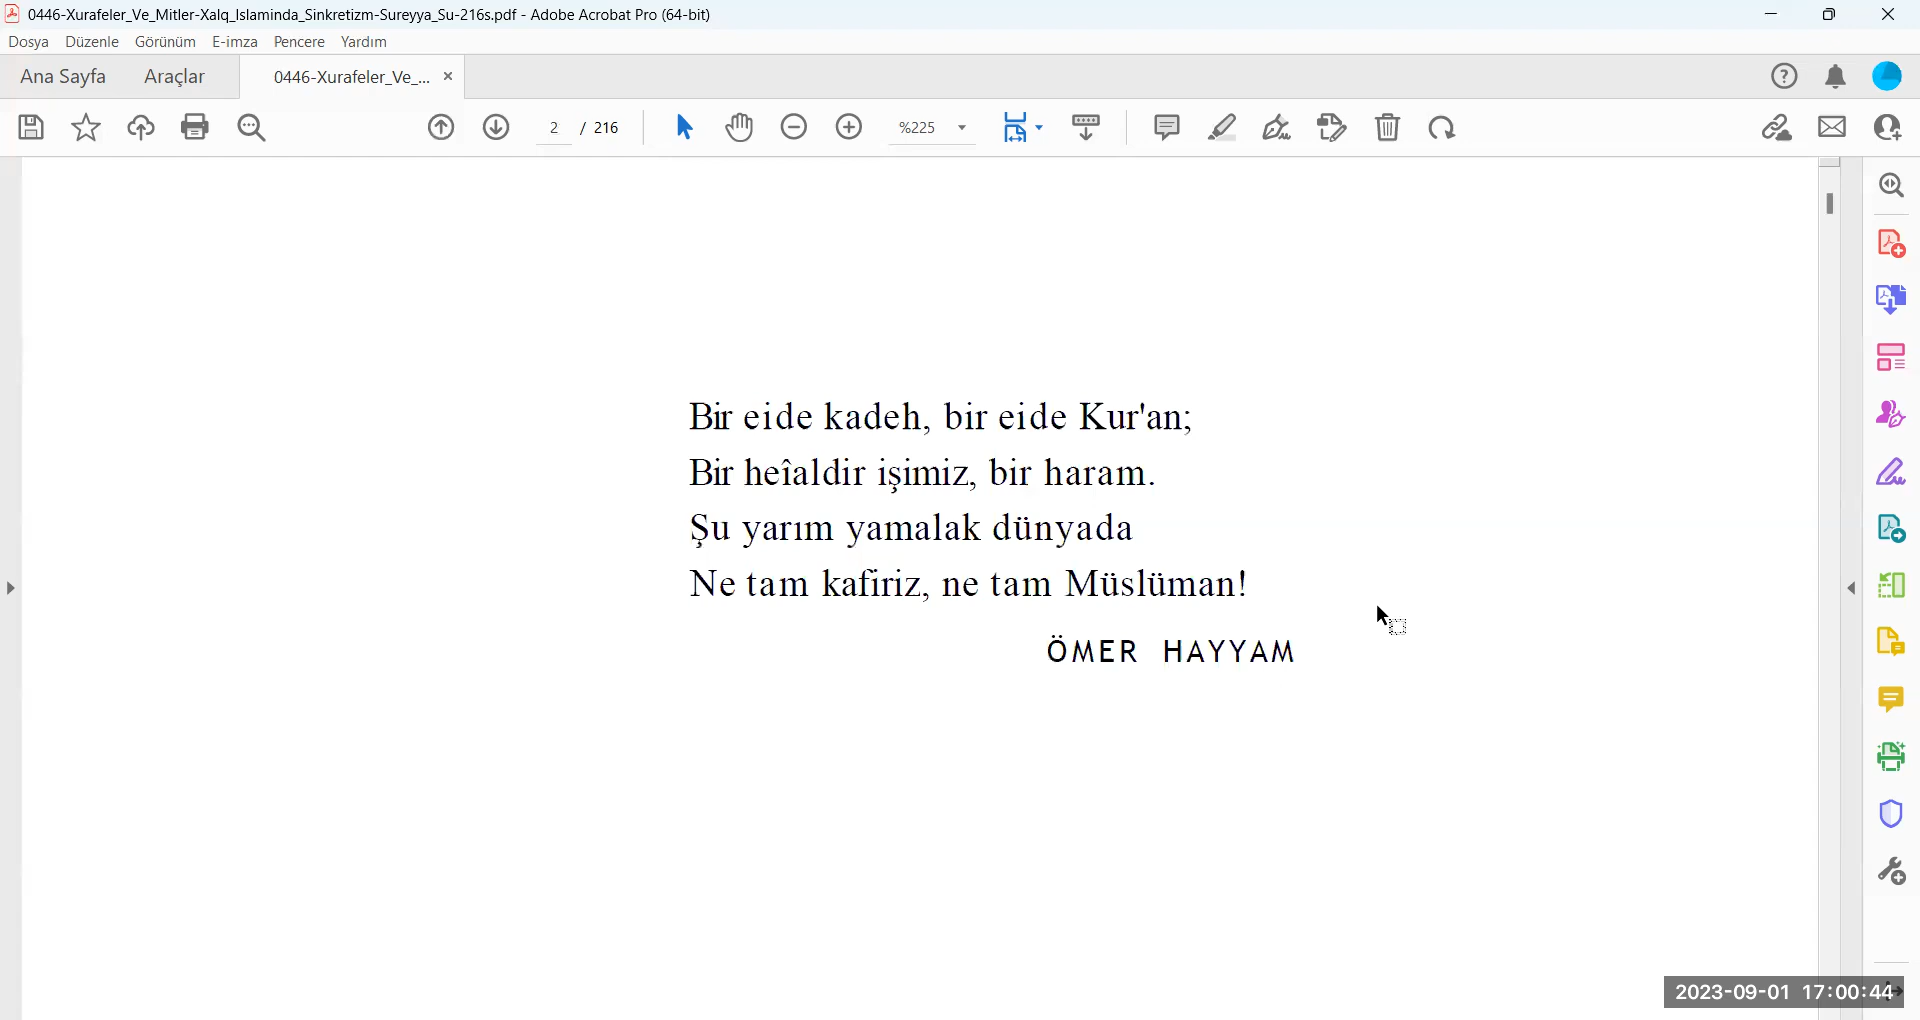 0446-Xurafeler_Ve_Mitler-Xalq_Islaminda_Sinkretizm-Sureyya_Su-216s.pdf - Adobe Acrobat Pro (64-bit)
Dosya Düzenle Görünüm E-imza Pencere Yardım
Ana Sayfa Araçlar 0446-Xurafeler_Ve_... ×
2 / 216 %225
Bir eide kadeh, bir eide Kur'an;
Bir heîaldir işimiz, bir haram.
Şu yarım yamalak dünyada
Ne tam kafiriz, ne tam Müslüman!
ÖMER HAYYAM
2023-09-01 17:00:44